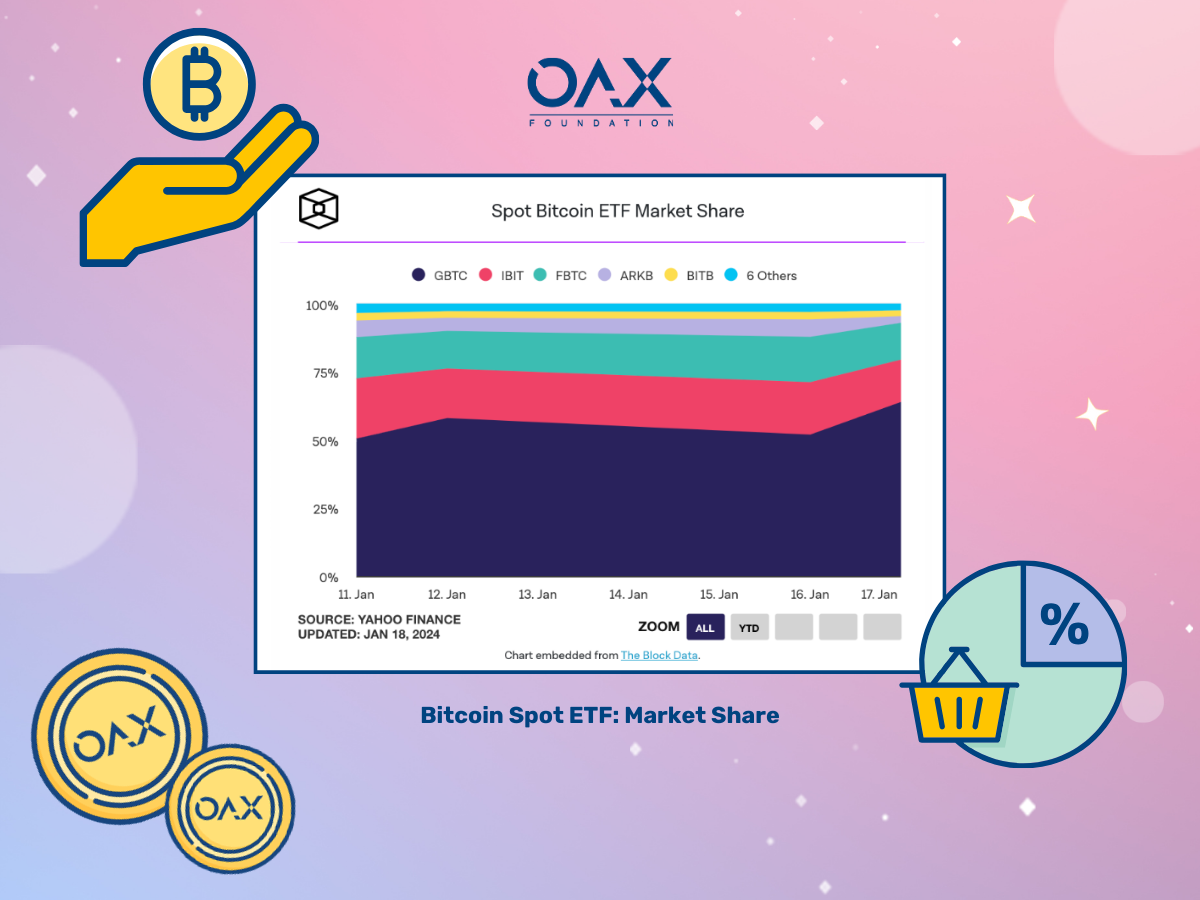 OAX
FOUNDATION
Spot Bitcoin ETF Market Share
GBTC IBIT FBTC ARKB BITB 6 Others
100%
75%
50%
25%
0%
11. Jan 12. Jan 13. Jan 14. Jan 15. Jan 16. Jan 17. Jan
SOURCE: YAHOO FINANCE
UPDATED: JAN 18, 2024
ZOOM ALL YTD
Chart embedded from The Block Data.
%
Bitcoin Spot ETF: Market Share
OAX
OAX